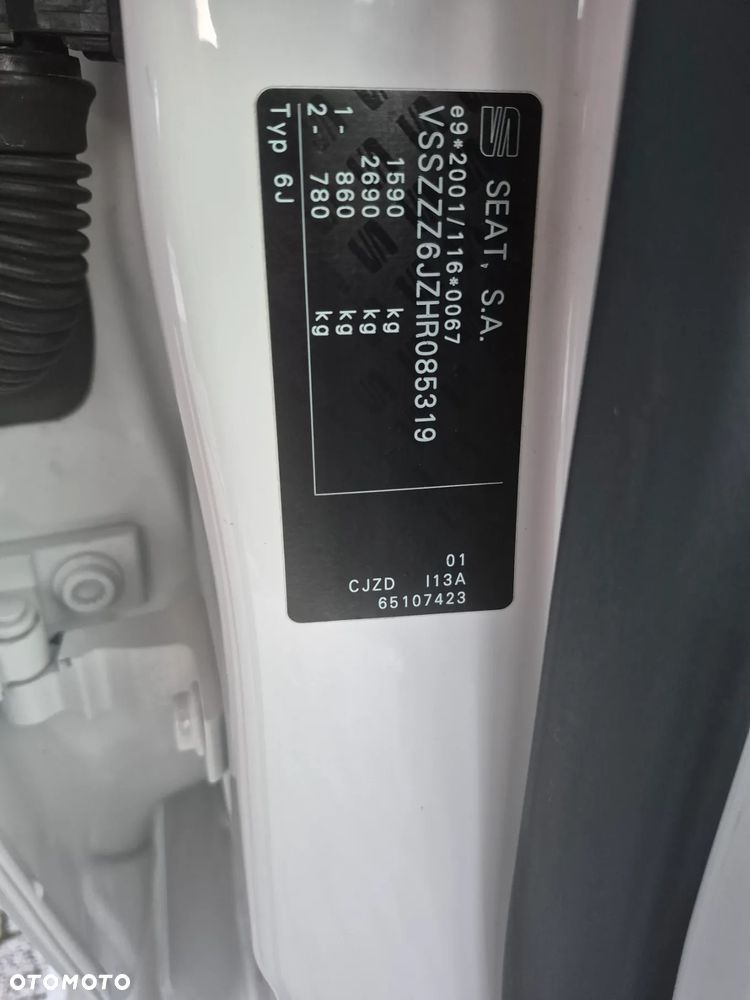 SEAT, S.A.
e9*2001/116*0067
VSSZZZ6JZHR085319
1590 kg
2690 kg
1- 860 kg
2- 780 kg
Typ 6J
01
CJZD I13A
65107423
OTOMOTO